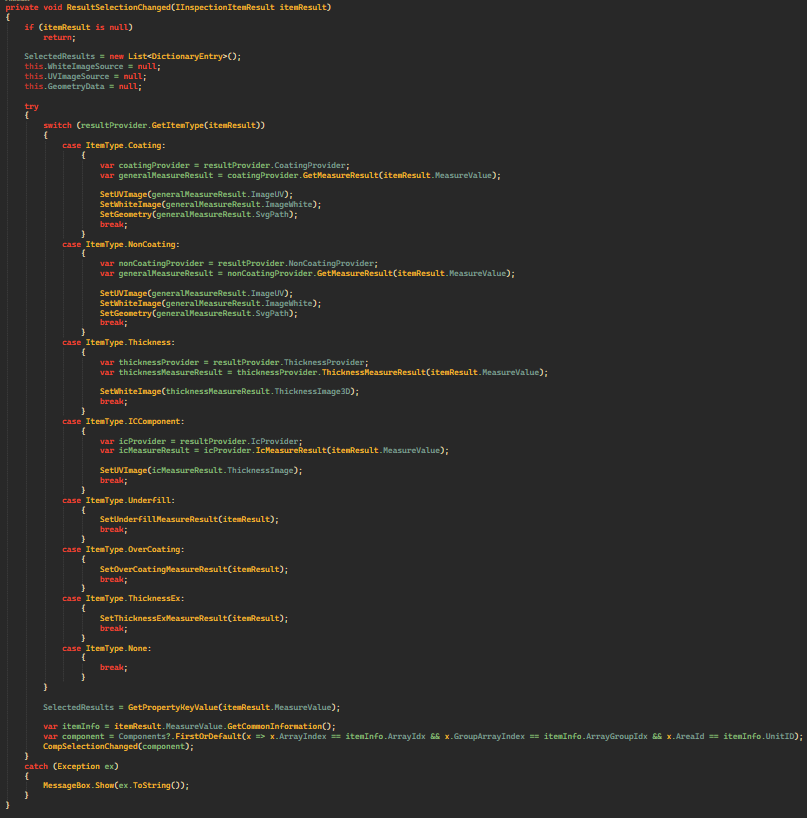 private void ResultSelectionChanged(IInspectionItemResult itemResult)
{
if (itemResult is null)
return;
SelectedResults = new List<DictionaryEntry>();
this.WhiteImageSource = null;
this.UVImageSource = null;
this.GeometryData = null;
try
{
switch (resultProvider.GetItemType(itemResult))
{
case ItemType.Coating:
{
var coatingProvider = resultProvider.CoatingProvider;
var generalMeasureResult = coatingProvider.GetMeasureResult(itemResult.MeasureValue);
SetUVImage(generalMeasureResult.ImageUV);
SetWhiteImage(generalMeasureResult.ImageWhite);
SetGeometry(generalMeasureResult.SvgPath);
break;
}
case ItemType.NonCoating:
{
var nonCoatingProvider = resultProvider.NonCoatingProvider;
var generalMeasureResult = nonCoatingProvider.GetMeasureResult(itemResult.MeasureValue);
SetUVImage(generalMeasureResult.ImageUV);
SetWhiteImage(generalMeasureResult.ImageWhite);
SetGeometry(generalMeasureResult.SvgPath);
break;
}
case ItemType.Thickness:
{
var thicknessProvider = resultProvider.ThicknessProvider;
var thicknessMeasureResult = thicknessProvider.ThicknessMeasureResult(itemResult.MeasureValue);
SetWhiteImage(thicknessMeasureResult.ThicknessImage3D);
break;
}
case ItemType.ICComponent:
{
var icProvider = resultProvider.IcProvider;
var icMeasureResult = icProvider.IcMeasureResult(itemResult.MeasureValue);
SetUVImage(icMeasureResult.ThicknessImage);
break;
}
case ItemType.Underfill:
{
SetUnderfillMeasureResult(itemResult);
break;
}
case ItemType.OverCoating:
{
SetOverCoatingMeasureResult(itemResult);
break;
}
case ItemType.ThicknessEx:
{
SetThicknessExMeasureResult(itemResult);
break;
}
case ItemType.None:
{
break;
}
}
SelectedResults = GetPropertyKeyValue(itemResult.MeasureValue);
var itemInfo = itemResult.MeasureValue.GetCommonInformation();
var component = Components?.FirstOrDefault(x => x.ArrayIndex == itemInfo.ArrayIdx && x.GroupArrayIndex == itemInfo.ArrayGroupIdx && x.AreaId == itemInfo.UnitID);
CompSelectionChanged(component);
}
catch (Exception ex)
{
MessageBox.Show(ex.ToString());
}
}